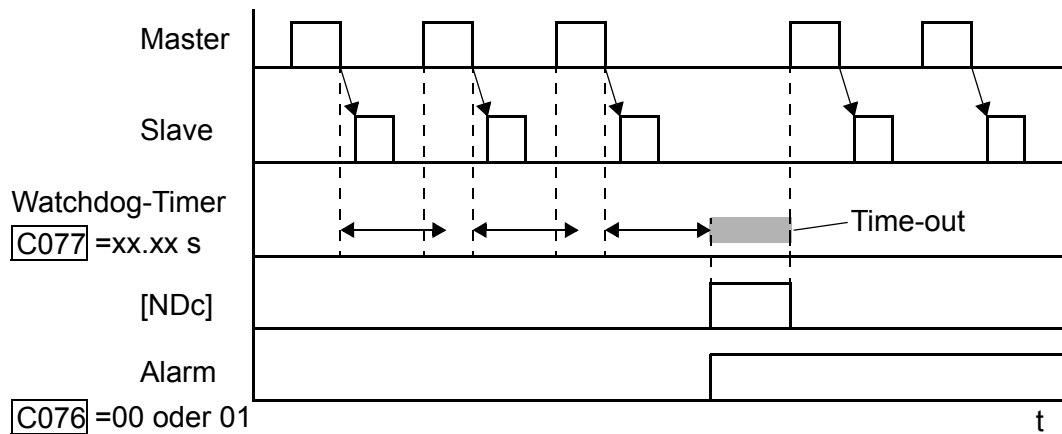 Master
Slave
Watchdog-Timer
C077 =xx.xx s
Time-out
[NDc]
Alarm
C076 =00 oder 01
t